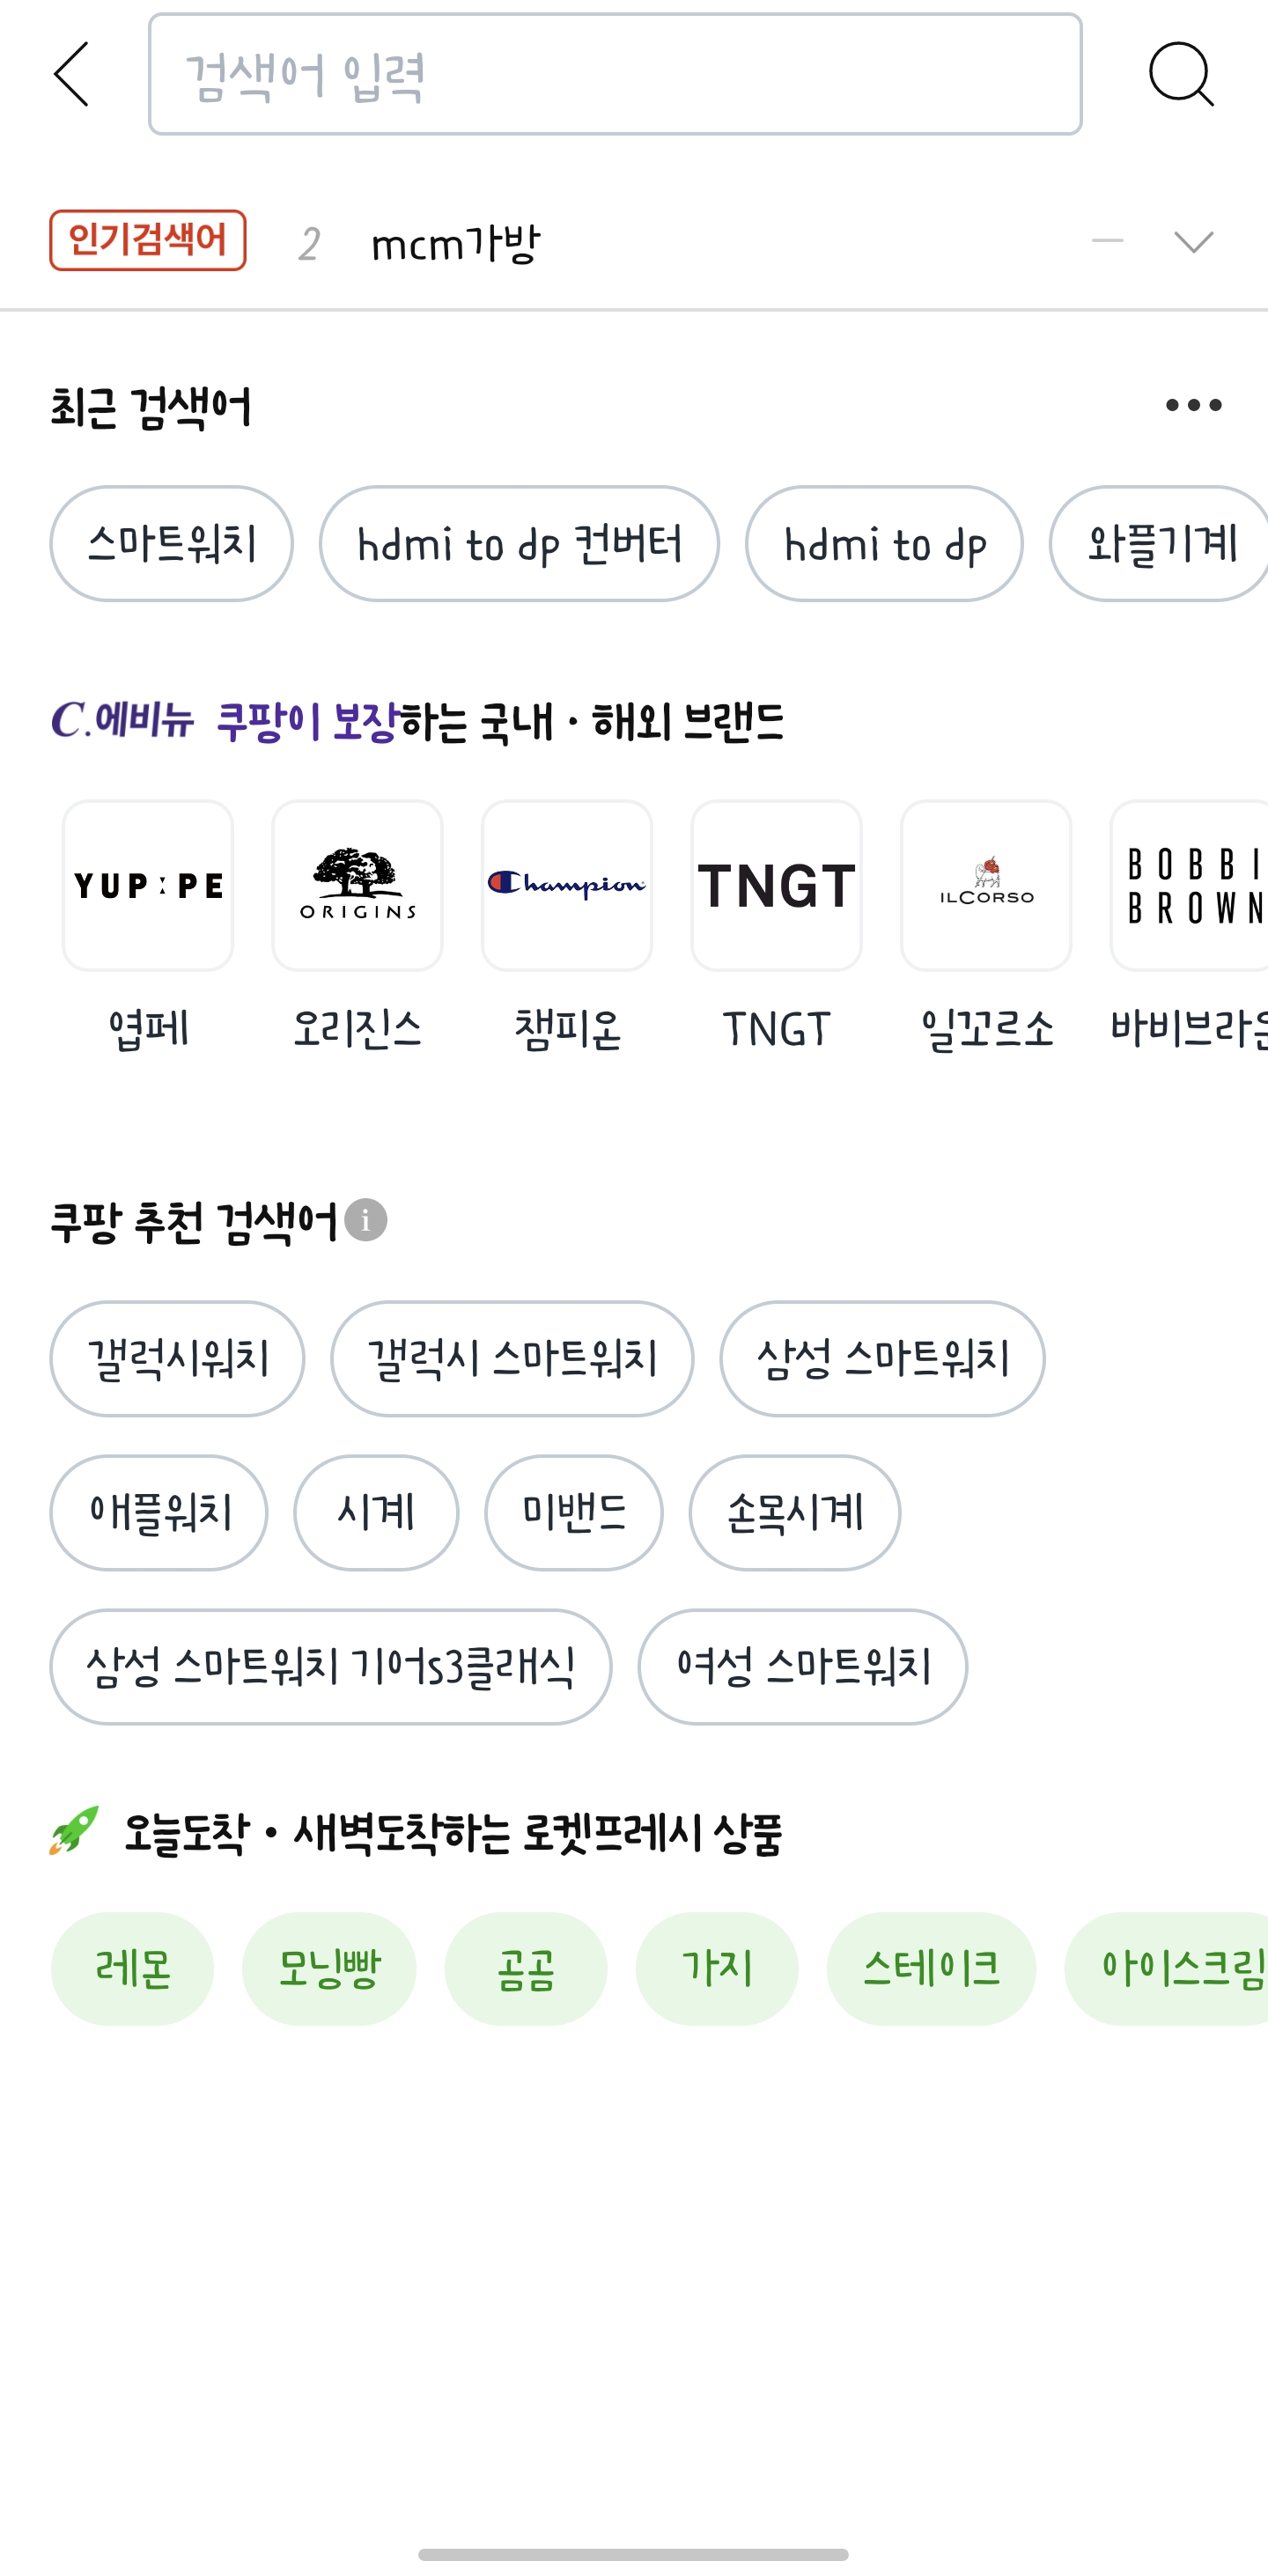 검색어 입력
인기검색어 2 mcm가방
최근 검색어
스마트워치 hdmi to dp 컨버터 hdmi to dp 와플기계
C.에비뉴 쿠팡이 보장하는 국내 · 해외 브랜드
YUP:PE ORIGINS Champion TNGT ILCORSO BOBBI BROWN
엽페 오리진스 챔피온 TNGT 일꼬르소 바비브라운
쿠팡 추천 검색어 i
갤럭시워치 갤럭시 스마트워치 삼성 스마트워치
애플워치 시계 미밴드 손목시계
삼성 스마트워치 기어s3클래식 여성 스마트워치
오늘도착 · 새벽도착하는 로켓프레시 상품
레몬 모닝빵 곰곰 가지 스테이크 아이스크림